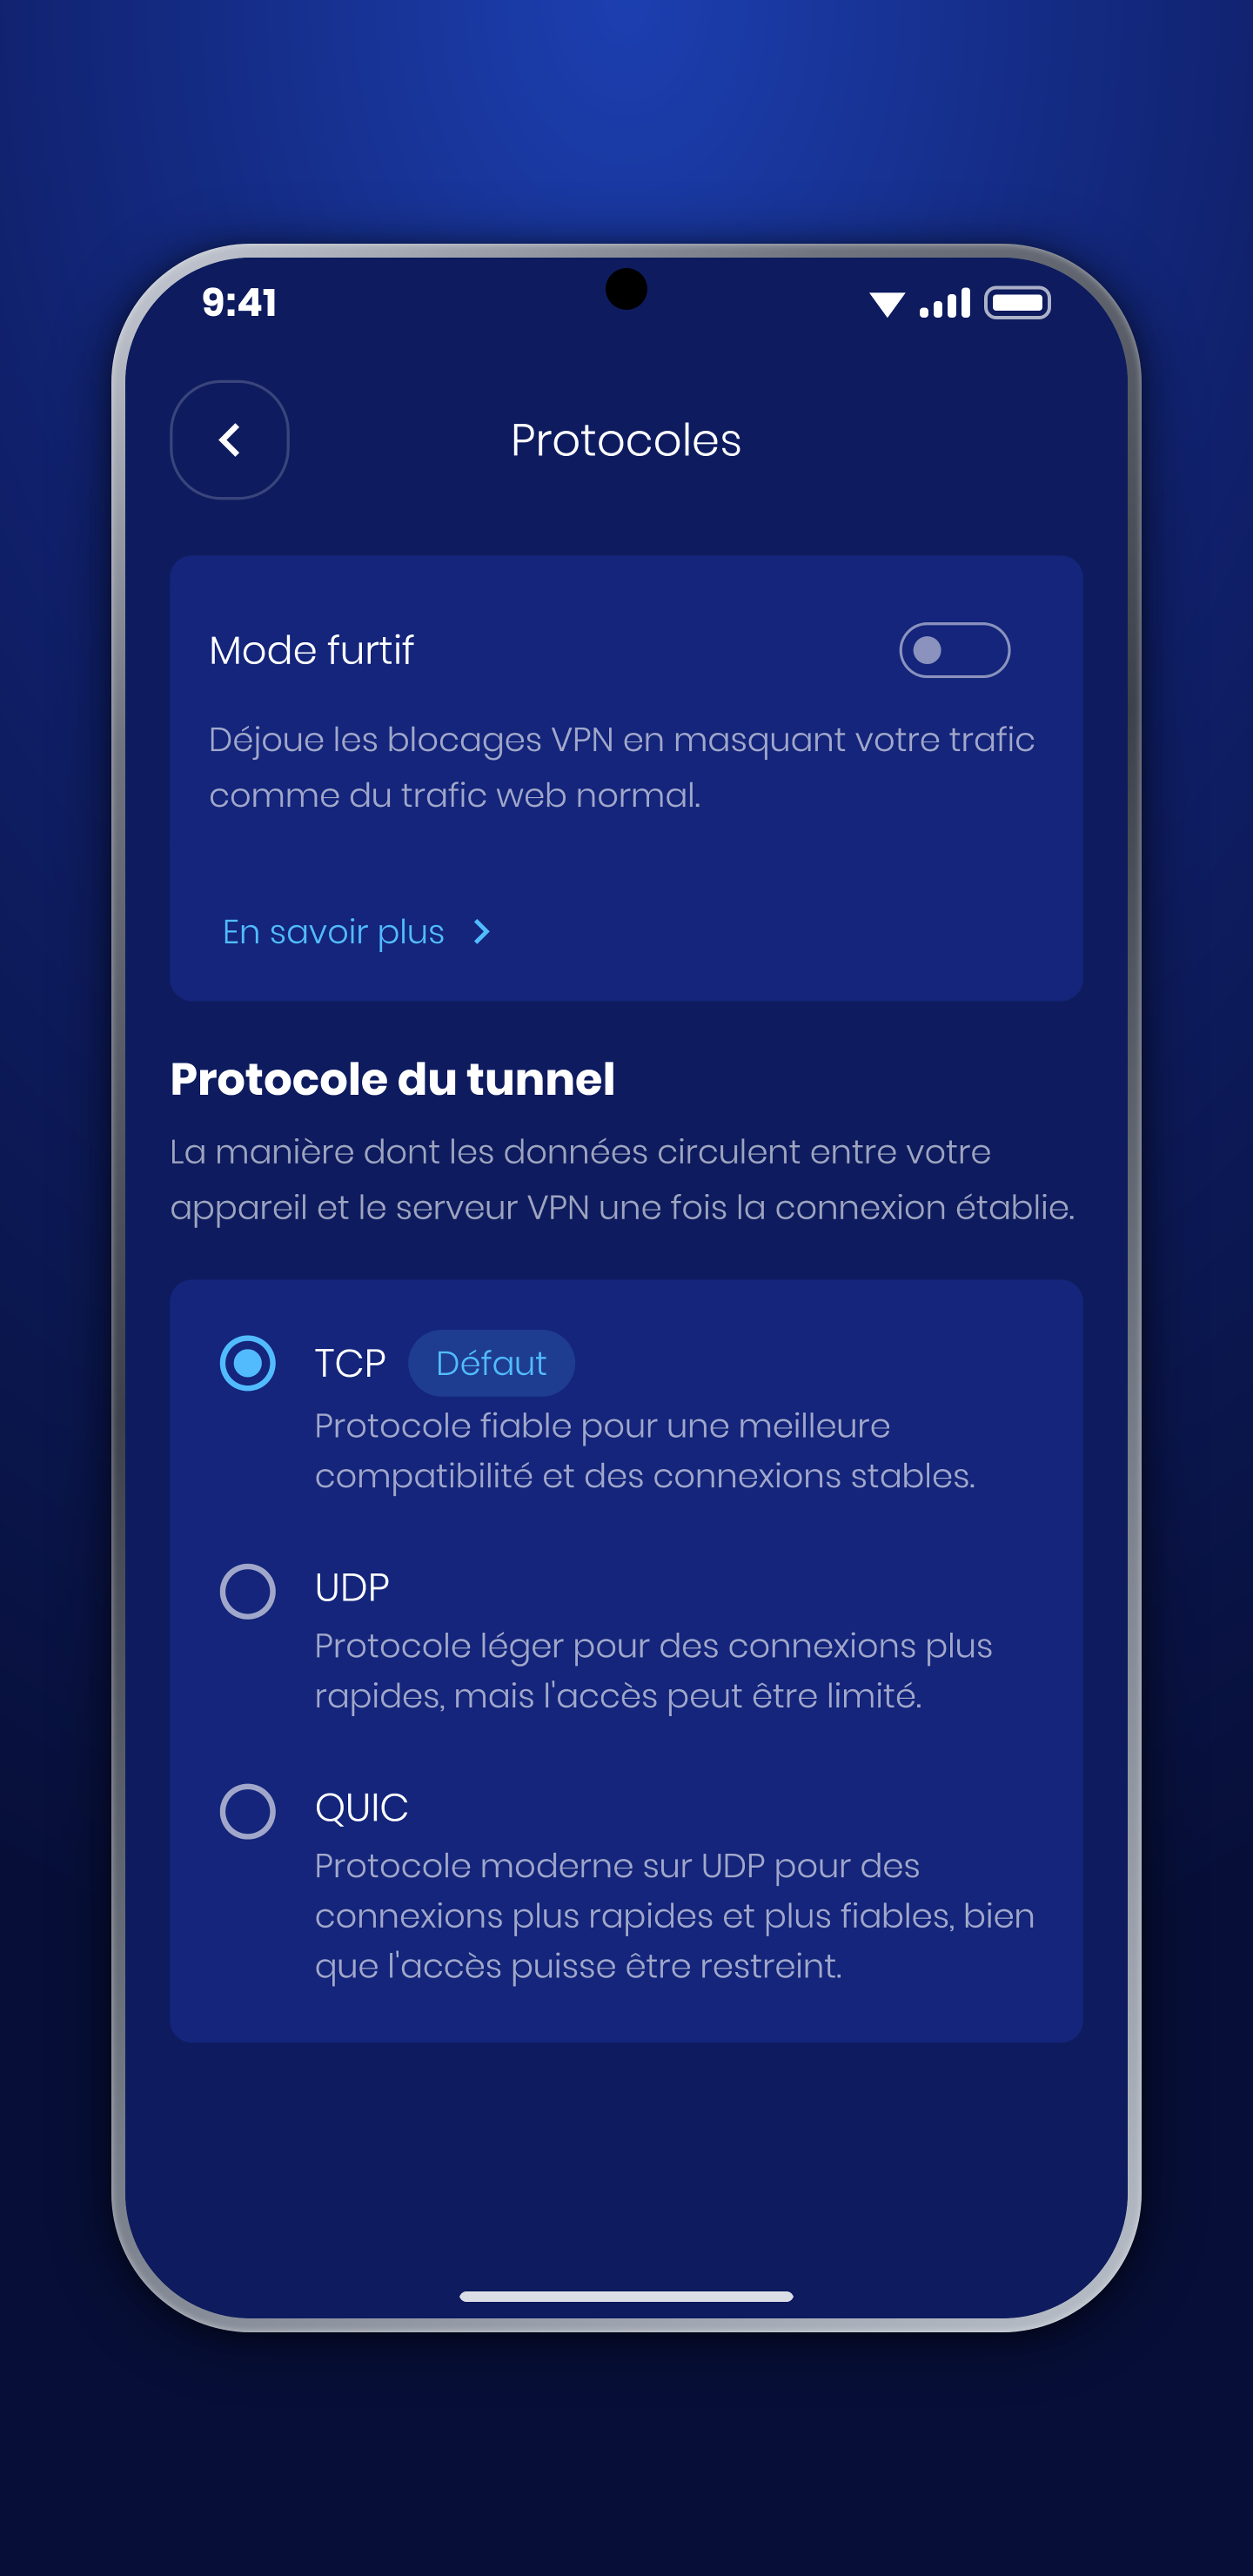 9:41
Protocoles
Mode furtif
Déjoue les blocages VPN en masquant votre trafic
comme du trafic web normal.
En savoir plus
Protocole du tunnel
La manière dont les données circulent entre votre
appareil et le serveur VPN une fois la connexion établie.
TCP Défaut
Protocole fiable pour une meilleure
compatibilité et des connexions stables.
UDP
Protocole léger pour des connexions plus
rapides, mais l'accès peut être limité.
QUIC
Protocole moderne sur UDP pour des
connexions plus rapides et plus fiables, bien
que l'accès puisse être restreint.